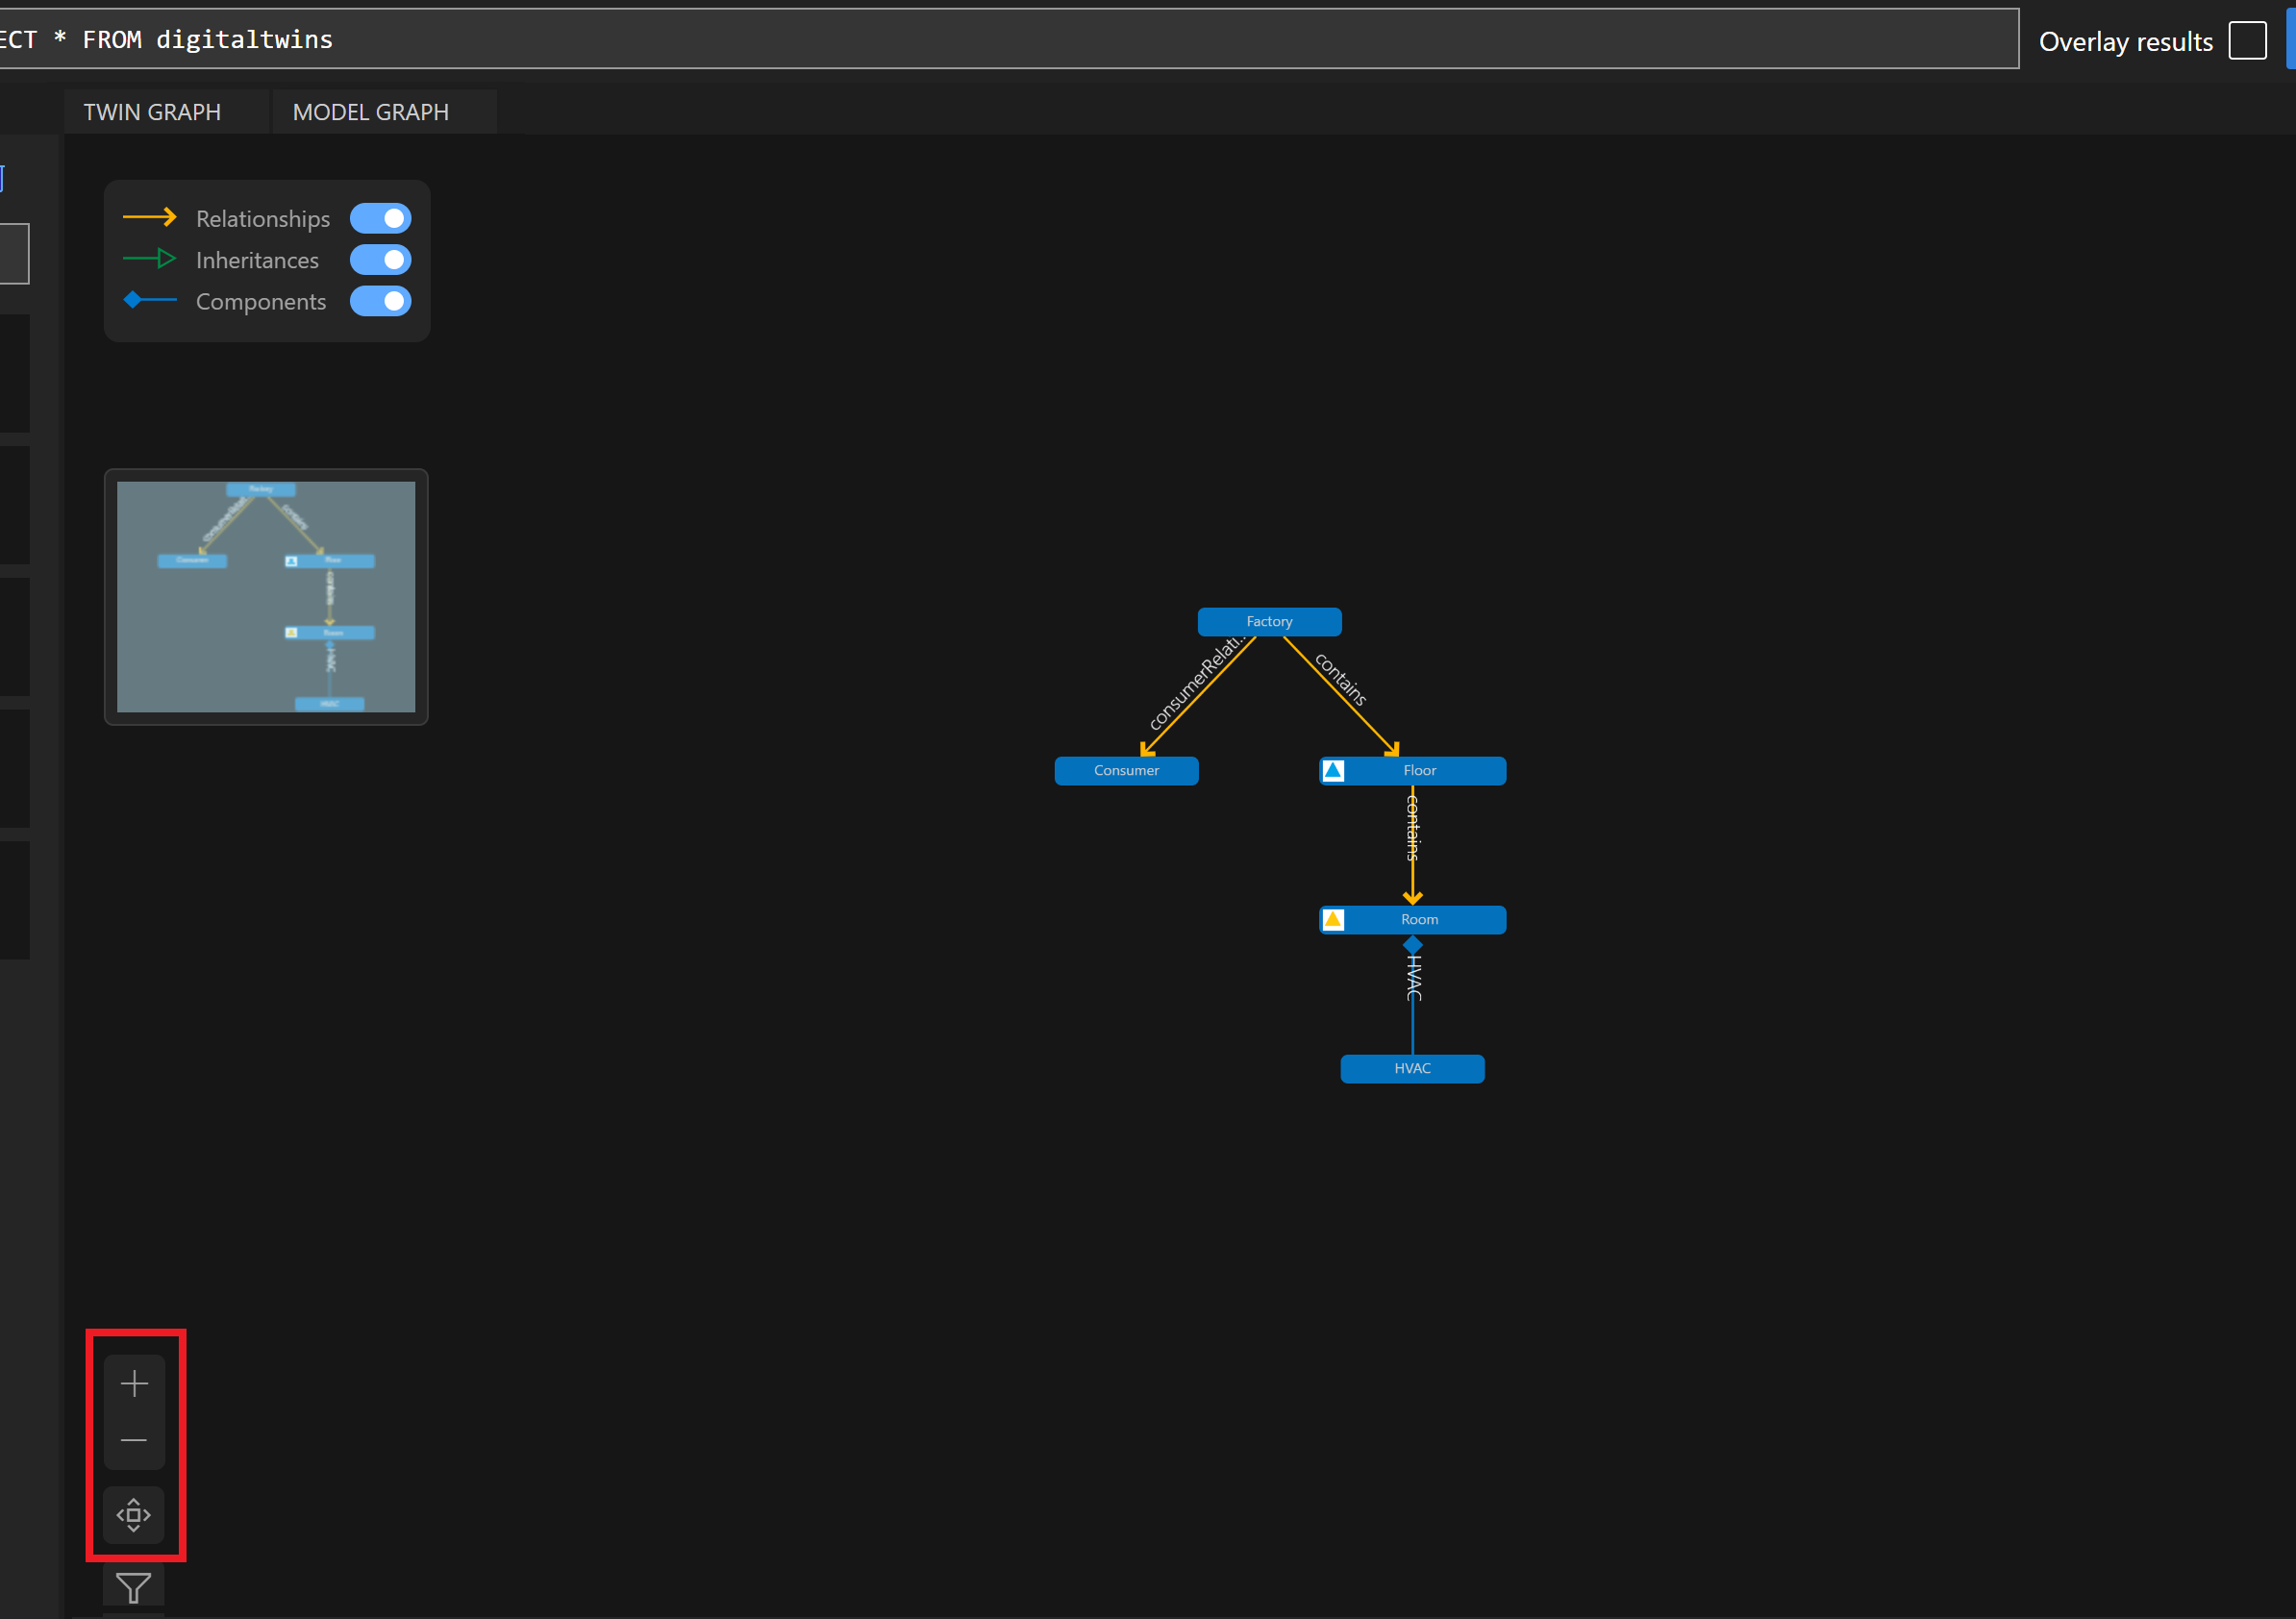 ECT * FROM digitaltwins
Overlay results
TWIN GRAPH
MODEL GRAPH
Relationships
Inheritances
Components
Factory
consumerRelati...
contains
Consumer
Floor
contains
Room
HVAC
HVAC